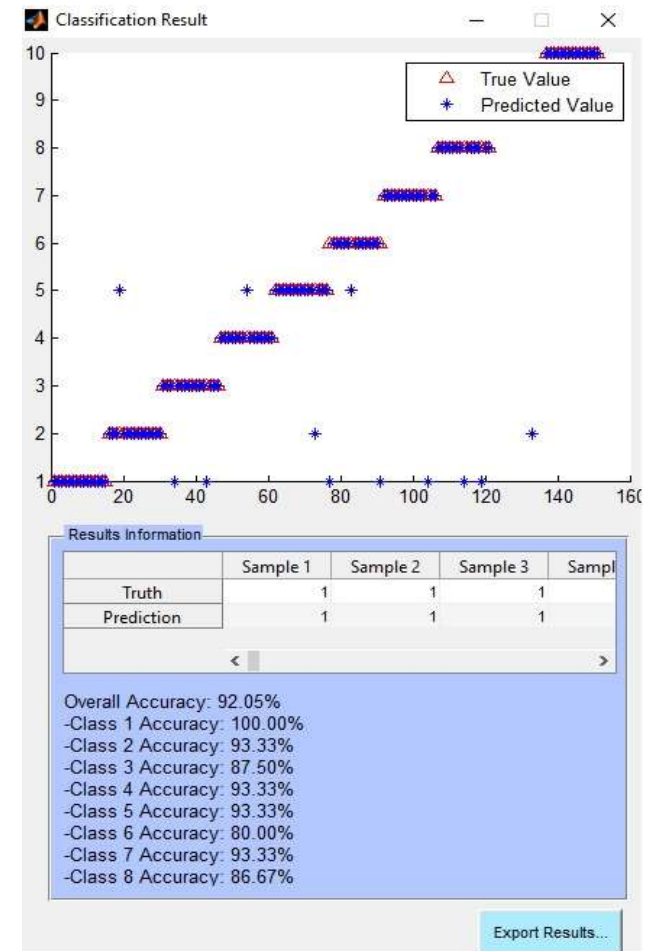 Classification Result
10
9
8
7
6
5
4
3
2
1
0 20 40 60 80 100 120 140 160
True Value
Predicted Value
Results Information
Sample 1 Sample 2 Sample 3 Sampl
Truth 1 1 1
Prediction 1 1 1
Overall Accuracy: 92.05%
-Class 1 Accuracy: 100.00%
-Class 2 Accuracy: 93.33%
-Class 3 Accuracy: 87.50%
-Class 4 Accuracy: 93.33%
-Class 5 Accuracy: 93.33%
-Class 6 Accuracy: 80.00%
-Class 7 Accuracy: 93.33%
-Class 8 Accuracy: 86.67%
Export Results...